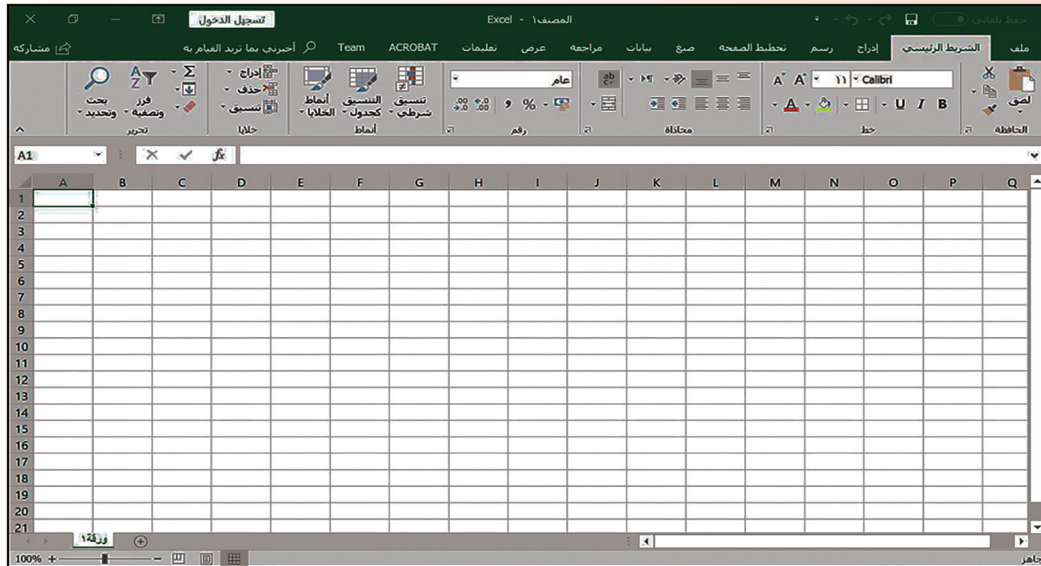 حفظ تلقائي المصنف١ - Excel تسجيل الدخول
ملف الشريط الرئيسي إدراج رسم تخطيط الصفحة صيغ بيانات مراجعة عرض تعليمات ACROBAT Team أخبرني بما تريد القيام به مشاركة
لصق Calibri ١١ A A عام تنسيق شرطي التنسيق كجدول أنماط الخلايا إدراج حذف تنسيق Σ فرز وتصفية بحث وتحديد
B I U A ab % .00 .00
الحافظة خط محاذاة رقم أنماط خلايا تحرير
A1 fx
A B C D E F G H I J K L M N O P Q
1
2
3
4
5
6
7
8
9
10
11
12
13
14
15
16
17
18
19
20
21
ورقة١
100% جاهز